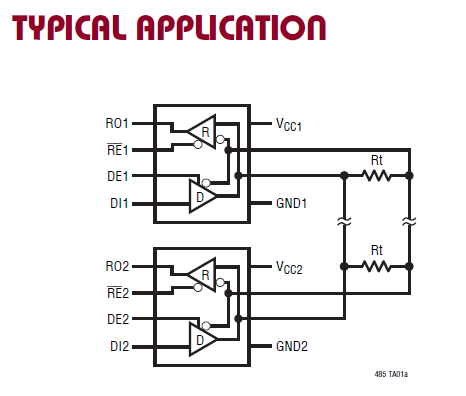 TYPICAL APPLICATION
RO1
R
VCC1
RE1
Rt
DE1
DI1
D
GND1
RO2
R
VCC2
Rt
RE2
DE2
DI2
D
GND2
485 TA01a